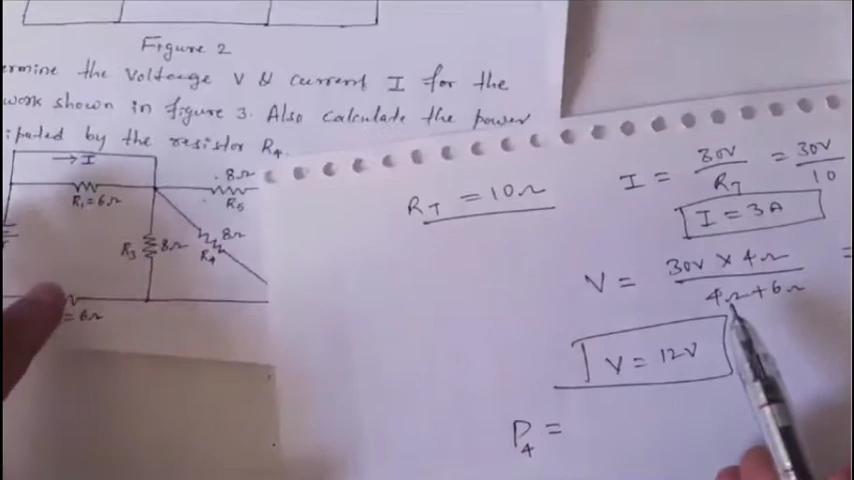 Figure 2
ermine the Voltauge V & current I for the
work shown in figure 3. Also calculate the power
ipated by the resistor R4.
I
R1 = 6Ω
8Ω
R5
R3
8Ω
8Ω
R4
= 6Ω
RT = 10Ω
I = 30V / RT = 30V / 10
I = 3A
V = 30V × 4Ω / 4Ω + 6Ω =
V = 12V
P4 =